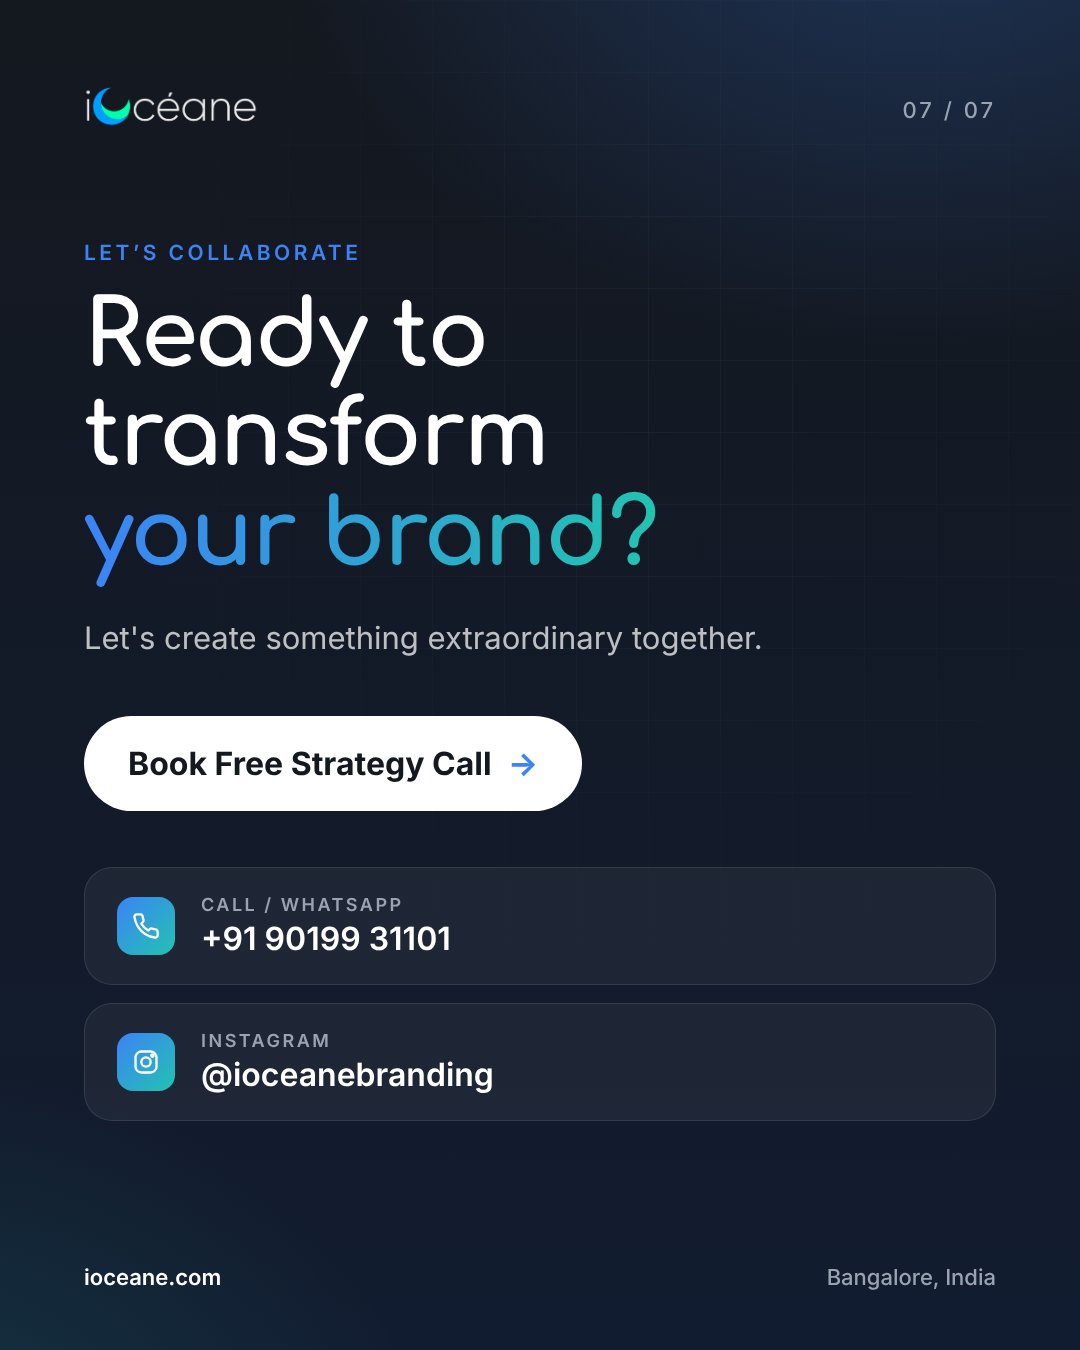 iocéane
07 / 07
LET’S COLLABORATE
Ready to
transform
your brand?
Let's create something extraordinary together.
Book Free Strategy Call →
CALL / WHATSAPP
+91 90199 31101
INSTAGRAM
@ioceanebranding
ioceane.com
Bangalore, India